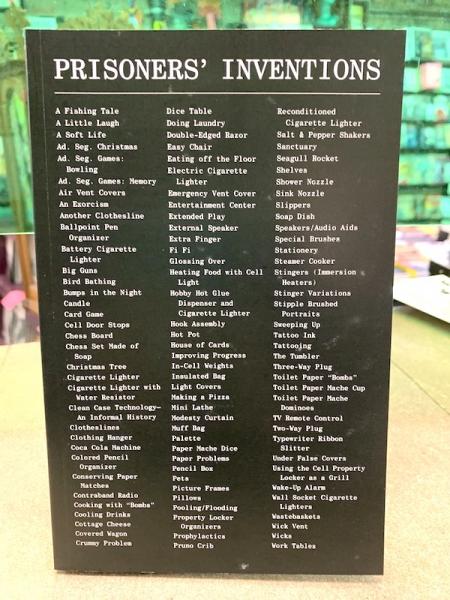 PRISONERS' INVENTIONS
A Fishing Tale
A Little Laugh
A Soft Life
Ad. Seg. Christmas
Ad. Seg. Games:
Bowling
Ad. Seg. Games: Memory
Air Vent Covers
An Exorcism
Another Clothesline
Ballpoint Pen
Organizer
Battery Cigarette
Lighter
Big Guns
Bird Bathing
Bumps in the Night
Candle
Card Game
Cell Door Stops
Chess Board
Chess Set Made of
Soap
Christmas Tree
Cigarette Lighter
Cigarette Lighter with
Water Resistor
Clean Case Technology—
An Informal History
Clotheslines
Clothing Hanger
Coca Cola Machine
Colored Pencil
Organizer
Conserving Paper
Matches
Contraband Radio
Cooking with "Bombs"
Cooling Drinks
Cottage Cheese
Covered Wagon
Crummy Problem
Dice Table
Doing Laundry
Double-Edged Razor
Easy Chair
Eating off the Floor
Electric Cigarette
Lighter
Emergency Vent Cover
Entertainment Center
Extended Play
External Speaker
Extra Finger
Fi Fi
Glossing Over
Heating Food with Cell
Light
Hobby Hot Glue
Dispenser and
Cigarette Lighter
Hook Assembly
Hot Pot
House of Cards
Improving Progress
In-Cell Weights
Insulated Bag
Light Covers
Making a Pizza
Mini Lathe
Modesty Curtain
Muff Bag
Palette
Paper Mache Dice
Paper Problems
Pencil Box
Pets
Picture Frames
Pillows
Pooling/Flooding
Property Locker
Organizers
Prophylactics
Pruno Crib
Reconditioned
Cigarette Lighter
Salt & Pepper Shakers
Sanctuary
Seagull Rocket
Shelves
Shower Nozzle
Sink Nozzle
Slippers
Soap Dish
Speakers/Audio Aids
Special Brushes
Stationery
Steamer Cooker
Stingers (Immersion
Heaters)
Stinger Variations
Stipple Brushed
Portraits
Sweeping Up
Tattoo Ink
Tattooing
The Tumbler
Three-Way Plug
Toilet Paper "Bombs"
Toilet Paper Mache Cup
Toilet Paper Mache
Dominoes
TV Remote Control
Two-Way Plug
Typewriter Ribbon
Slitter
Under False Covers
Using the Cell Property
Locker as a Grill
Wake-Up Alarm
Wall Socket Cigarette
Lighters
Wastebaskets
Wick Vent
Wicks
Work Tables